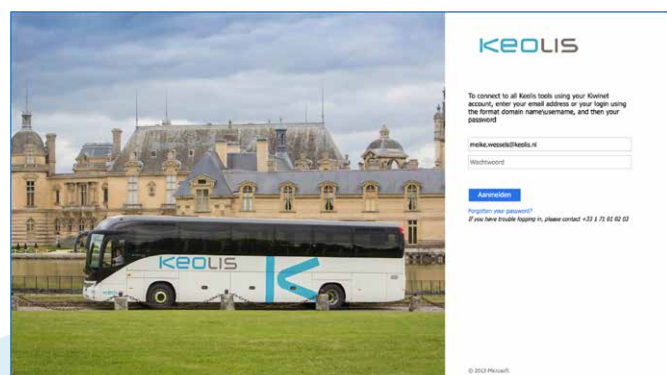 KEOLIS
To connect to all Keolis tools using your Kiwinet
account, enter your email address or your login using
the format domain name\username, and then your
password
meike.wessels@keolis.nl
Wachtwoord
Aanmelden
Forgotten your password?
If you have trouble logging in, please contact +33 1 71 01 02 03
KEOLIS
KEOLIS
© 2013 Microsoft